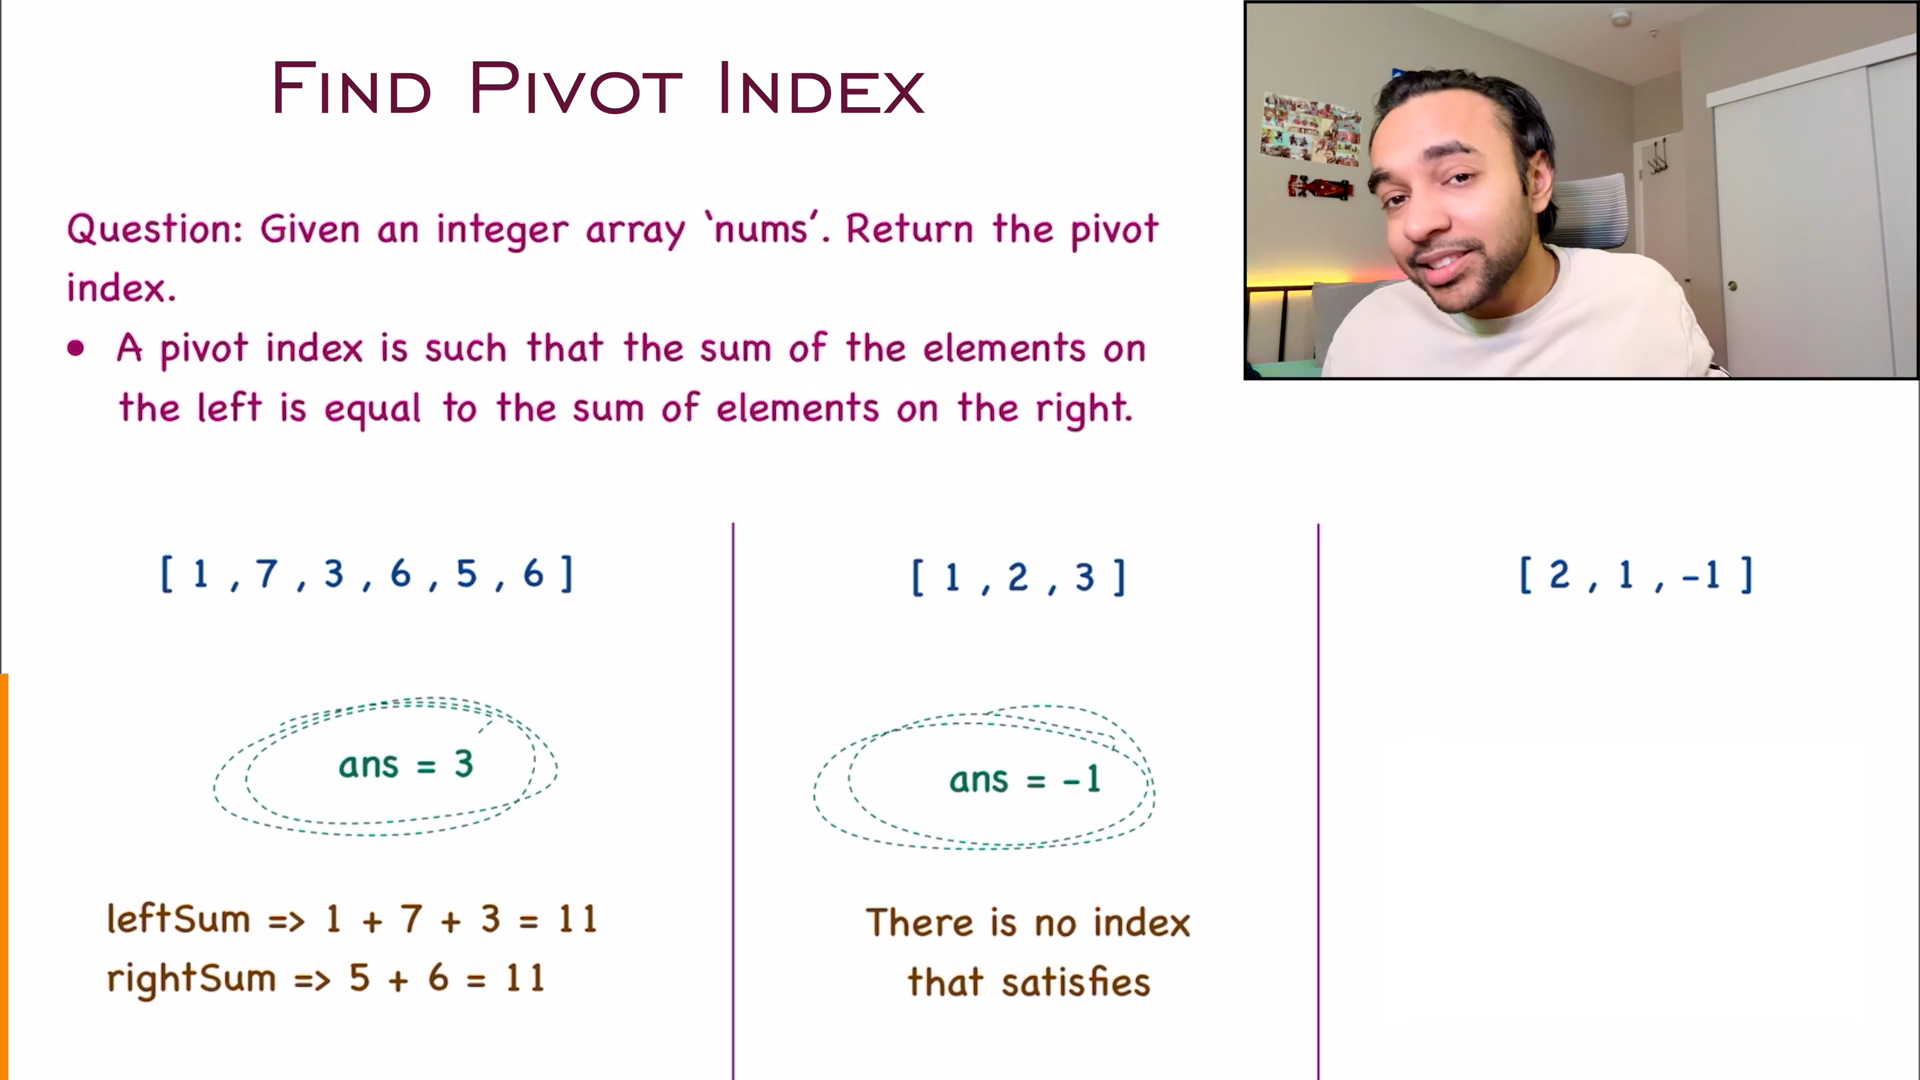 FIND PIVOT INDEX
Question: Given an integer array ‘nums’. Return the pivot
index.
• A pivot index is such that the sum of the elements on
the left is equal to the sum of elements on the right.
[ 1 , 7 , 3 , 6 , 5 , 6 ]
ans = 3
leftSum => 1 + 7 + 3 = 11
rightSum => 5 + 6 = 11
[ 1 , 2 , 3 ]
ans = -1
There is no index
that satisfies
[ 2 , 1 , -1 ]